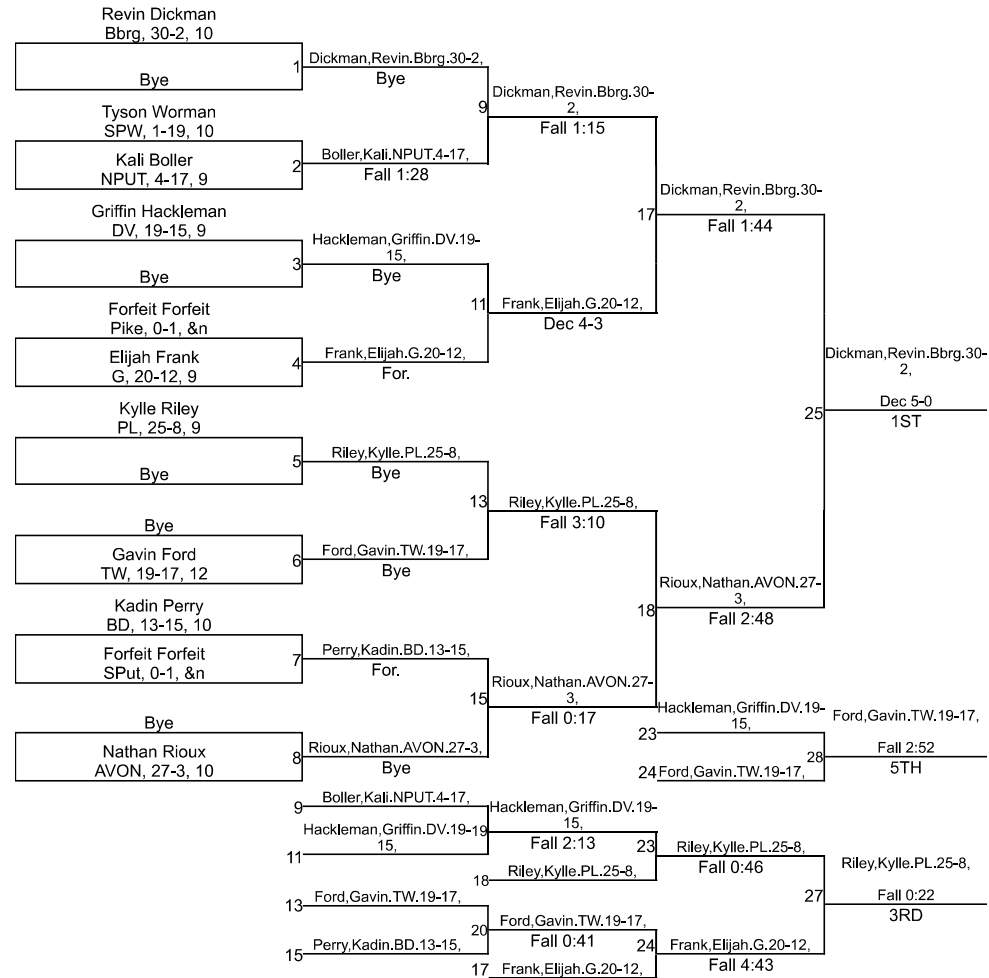 Revin Dickman
Bbrg, 30-2, 10
1
Dickman,Revin.Bbrg.30-2,
Bye
Bye
9
Dickman,Revin.Bbrg.30-
2,
Fall 1:15
Tyson Worman
SPW, 1-19, 10
2
Boller,Kali.NPUT.4-17,
Fall 1:28
Kali Boller
NPUT, 4-17, 9
17
Dickman,Revin.Bbrg.30-
2,
Fall 1:44
Griffin Hackleman
DV, 19-15, 9
3
Hackleman,Griffin.DV.19-
15,
Bye
Bye
11
Frank,Elijah.G.20-12,
Dec 4-3
Forfeit Forfeit
Pike, 0-1, &n
4
Frank,Elijah.G.20-12,
For.
Elijah Frank
G, 20-12, 9
25
Dickman,Revin.Bbrg.30-
2,
Dec 5-0
1ST
Kylle Riley
PL, 25-8, 9
5
Riley,Kylle.PL.25-8,
Bye
Bye
13
Riley,Kylle.PL.25-8,
Fall 3:10
Bye
6
Ford,Gavin.TW.19-17,
Bye
Gavin Ford
TW, 19-17, 12
18
Rioux,Nathan.AVON.27-
3,
Fall 2:48
Kadin Perry
BD, 13-15, 10
7
Perry,Kadin.BD.13-15,
For.
Forfeit Forfeit
SPut, 0-1, &n
15
Rioux,Nathan.AVON.27-
3,
Fall 0:17
Bye
8
Rioux,Nathan.AVON.27-3,
Bye
Nathan Rioux
AVON, 27-3, 10
23
Hackleman,Griffin.DV.19-
15,
24
Ford,Gavin.TW.19-17,
28
Ford,Gavin.TW.19-17,
Fall 2:52
5TH
9
Boller,Kali.NPUT.4-17,
11
Hackleman,Griffin.DV.19-
15,
19
Hackleman,Griffin.DV.19-
15,
Fall 2:13
18
Riley,Kylle.PL.25-8,
23
Riley,Kylle.PL.25-8,
Fall 0:46
13
Ford,Gavin.TW.19-17,
15
Perry,Kadin.BD.13-15,
20
Ford,Gavin.TW.19-17,
Fall 0:41
17
Frank,Elijah.G.20-12,
24
Frank,Elijah.G.20-12,
Fall 4:43
27
Riley,Kylle.PL.25-8,
Fall 0:22
3RD